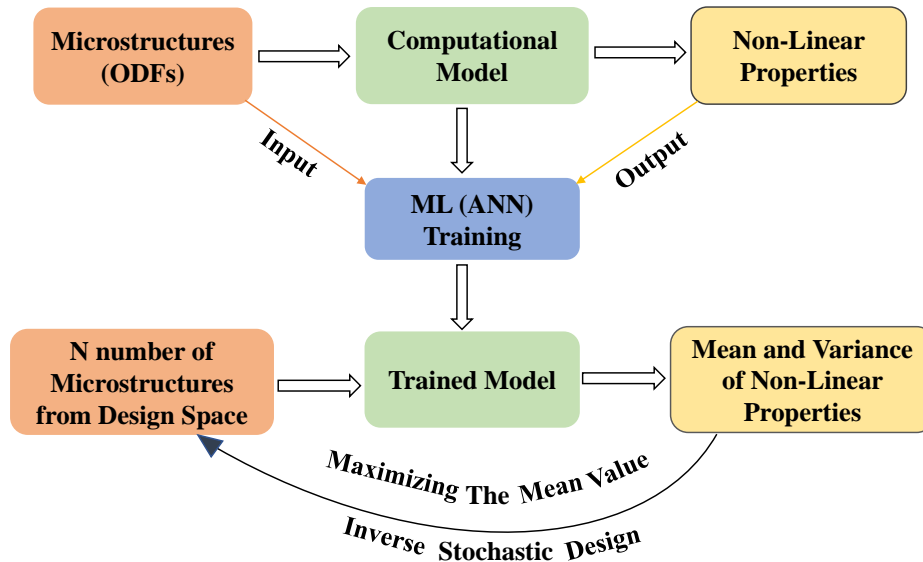 Microstructures
(ODFs)
Computational
Model
Non-Linear
Properties
Input
Output
ML (ANN)
Training
N number of
Microstructures
from Design Space
Trained Model
Mean and Variance
of Non-Linear
Properties
Maximizing The Mean Value
Inverse Stochastic Design